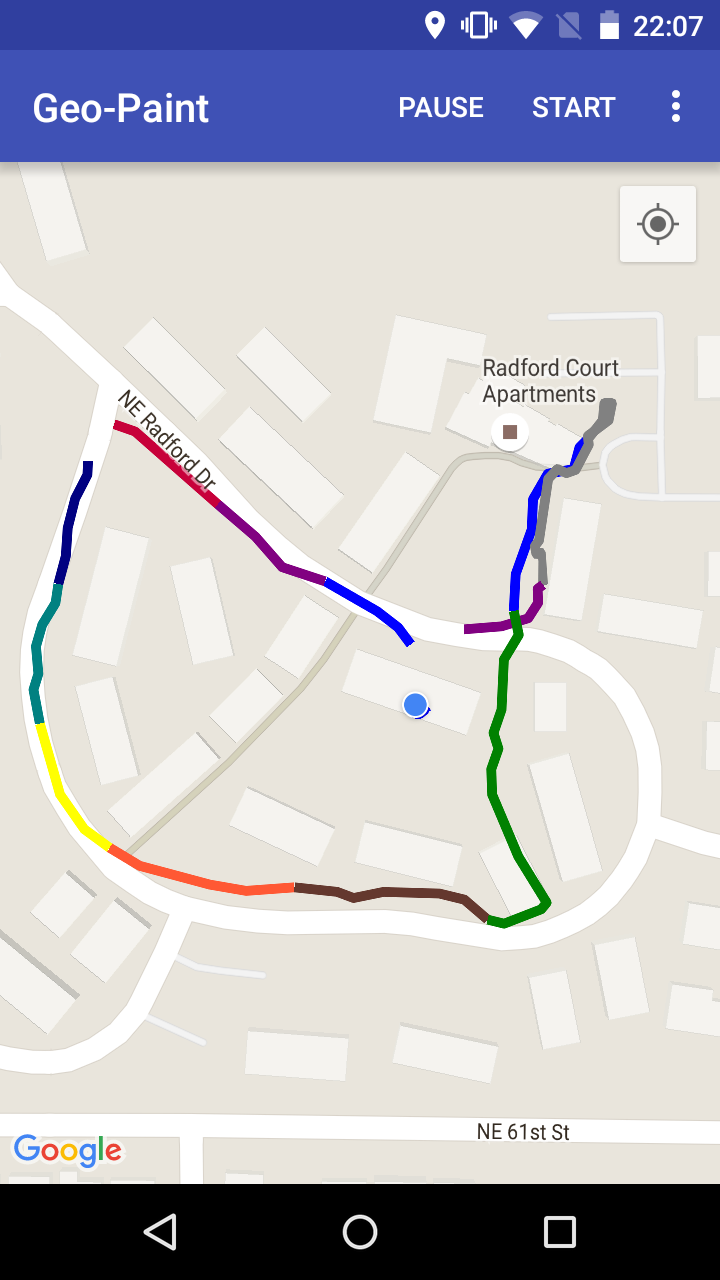 22:07
Geo-Paint
PAUSE
START
Radford Court
Apartments
NE Radford Dr
NE 61st St
Google